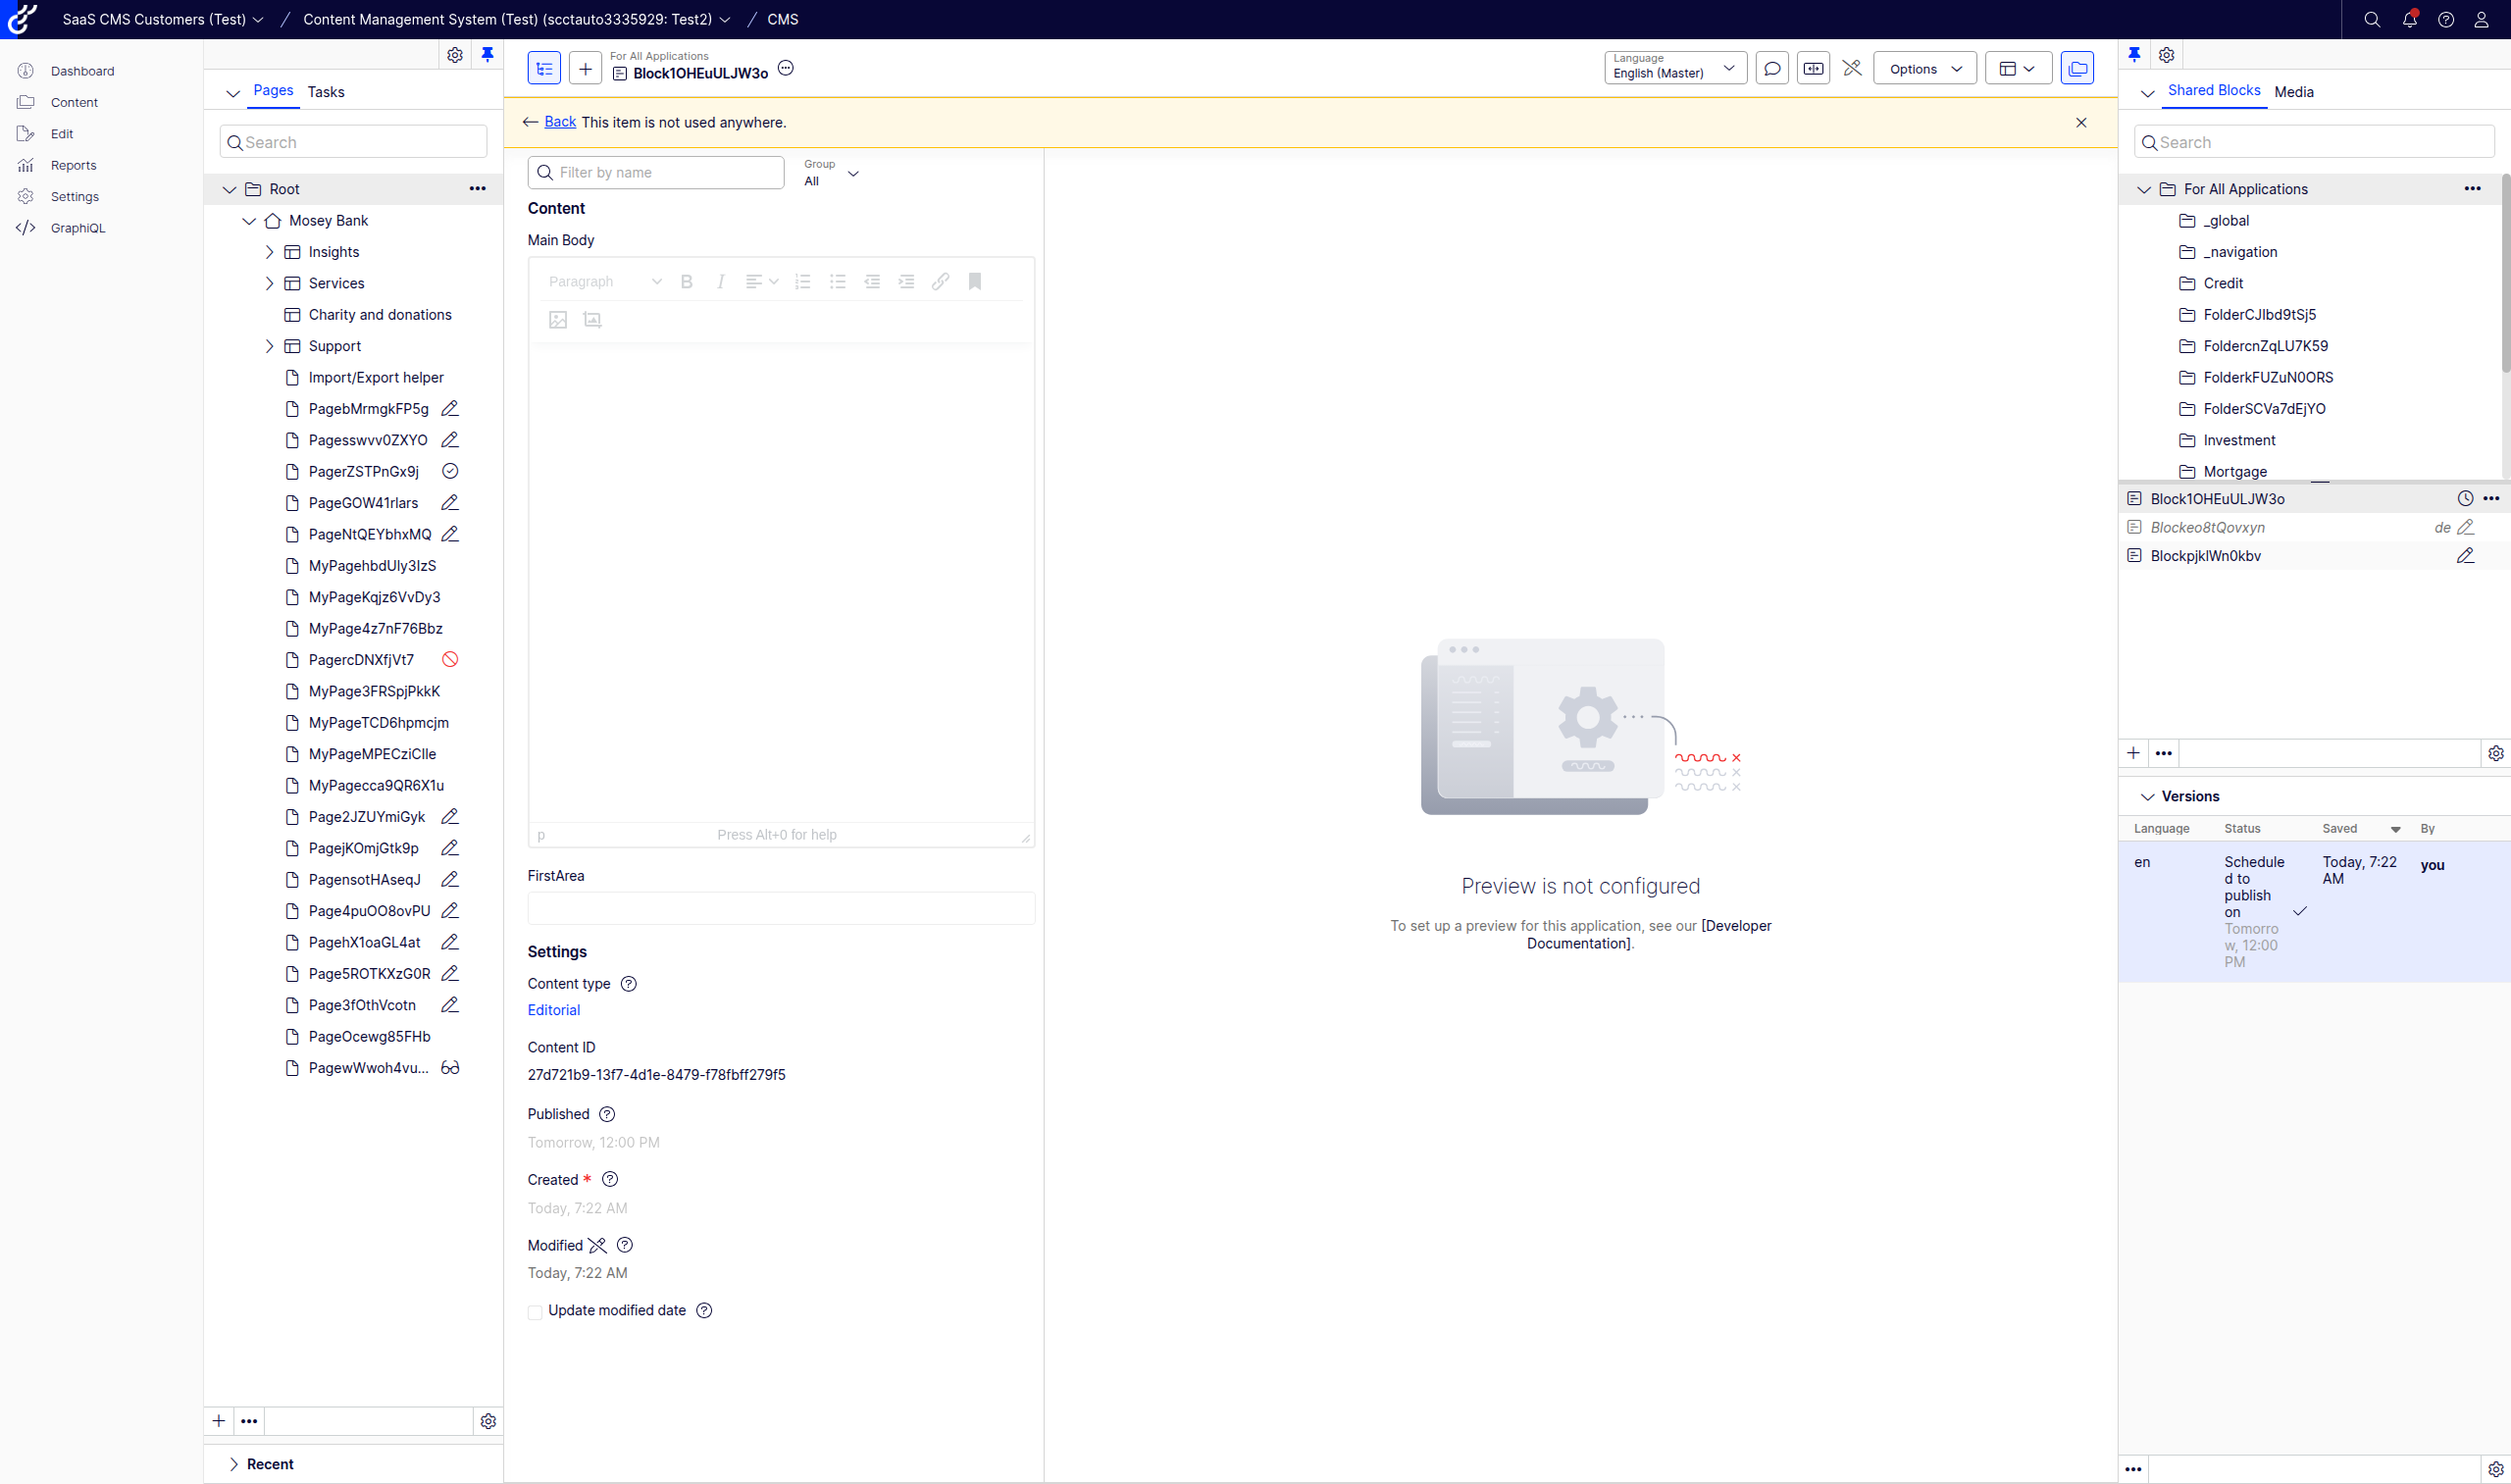 SaaS CMS Customers (Test) / Content Management System (Test) (scctauto3335929: Test2) / CMS
Dashboard
Content
Edit
Reports
Settings
GraphiQL
Pages Tasks
Search
Root
Mosey Bank
Insights
Services
Charity and donations
Support
Import/Export helper
PagebMrmgkFP5g
Pagesswvv0ZXYO
PagerZSTPnGx9j
PageGOW41rlars
PageNtQEYbhxMQ
MyPagehbdUly3IzS
MyPageKqjz6VvDy3
MyPage4z7nF76Bbz
PagercDNXfjVt7
MyPage3FRSpjPkkK
MyPageTCD6hpmcjm
MyPageMPECziClle
MyPagecca9QR6X1u
Page2JZUYmiGyk
PagejKOmjGtk9p
PagensotHAseqJ
Page4puOO8ovPU
PagehX1oaGL4at
Page5ROTKXzG0R
Page3fOthVcotn
PageOcewg85FHb
PagewWwoh4vu...
Recent
For All Applications
Block1OHEuULJW3o
Language
English (Master)
Options
Back This item is not used anywhere.
Filter by name
Group
All
Content
Main Body
Paragraph
p Press Alt+0 for help
FirstArea
Settings
Content type
Editorial
Content ID
27d721b9-13f7-4d1e-8479-f78fbff279f5
Published
Tomorrow, 12:00 PM
Created *
Today, 7:22 AM
Modified
Today, 7:22 AM
Update modified date
Preview is not configured
To set up a preview for this application, see our [Developer
Documentation].
Shared Blocks Media
Search
For All Applications
_global
_navigation
Credit
FolderCJlbd9tSj5
FoldercnZqLU7K59
FolderkFUZuN0ORS
FolderSCVa7dEjYO
Investment
Mortgage
Block1OHEuULJW3o
Blockeo8tQovxyn de
BlockpjklWn0kbv
Versions
Language Status Saved By
en
Schedule
d to
publish
on
Tomorro
w, 12:00
PM
Today, 7:22
AM
you